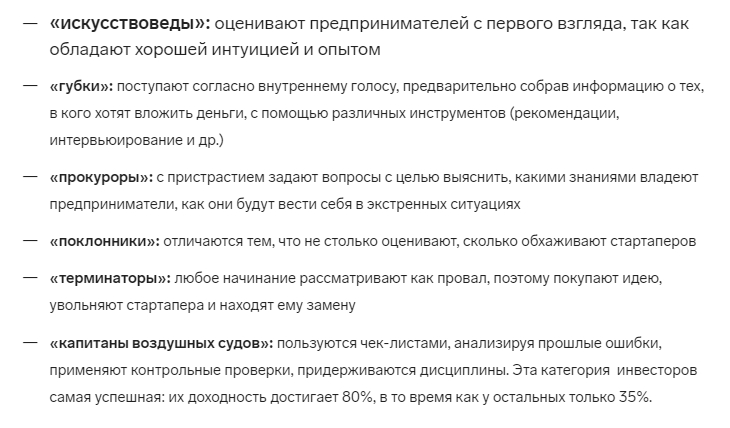 — «искусствоведы»: оценивают предпринимателей с первого взгляда, так как
обладают хорошей интуицией и опытом
— «губки»: поступают согласно внутреннему голосу, предварительно собрав информацию о тех,
в кого хотят вложить деньги, с помощью различных инструментов (рекомендации,
интервьюирование и др.)
— «прокуроры»: с пристрастием задают вопросы с целью выяснить, какими знаниями владеют
предприниматели, как они будут вести себя в экстренных ситуациях
— «поклонники»: отличаются тем, что не столько оценивают, сколько обхаживают стартаперов
— «терминаторы»: любое начинание рассматривают как провал, поэтому покупают идею,
увольняют стартапера и находят ему замену
— «капитаны воздушных судов»: пользуются чек-листами, анализируя прошлые ошибки,
применяют контрольные проверки, придерживаются дисциплины. Эта категория  инвесторов
самая успешная: их доходность достигает 80%, в то время как у остальных только 35%.